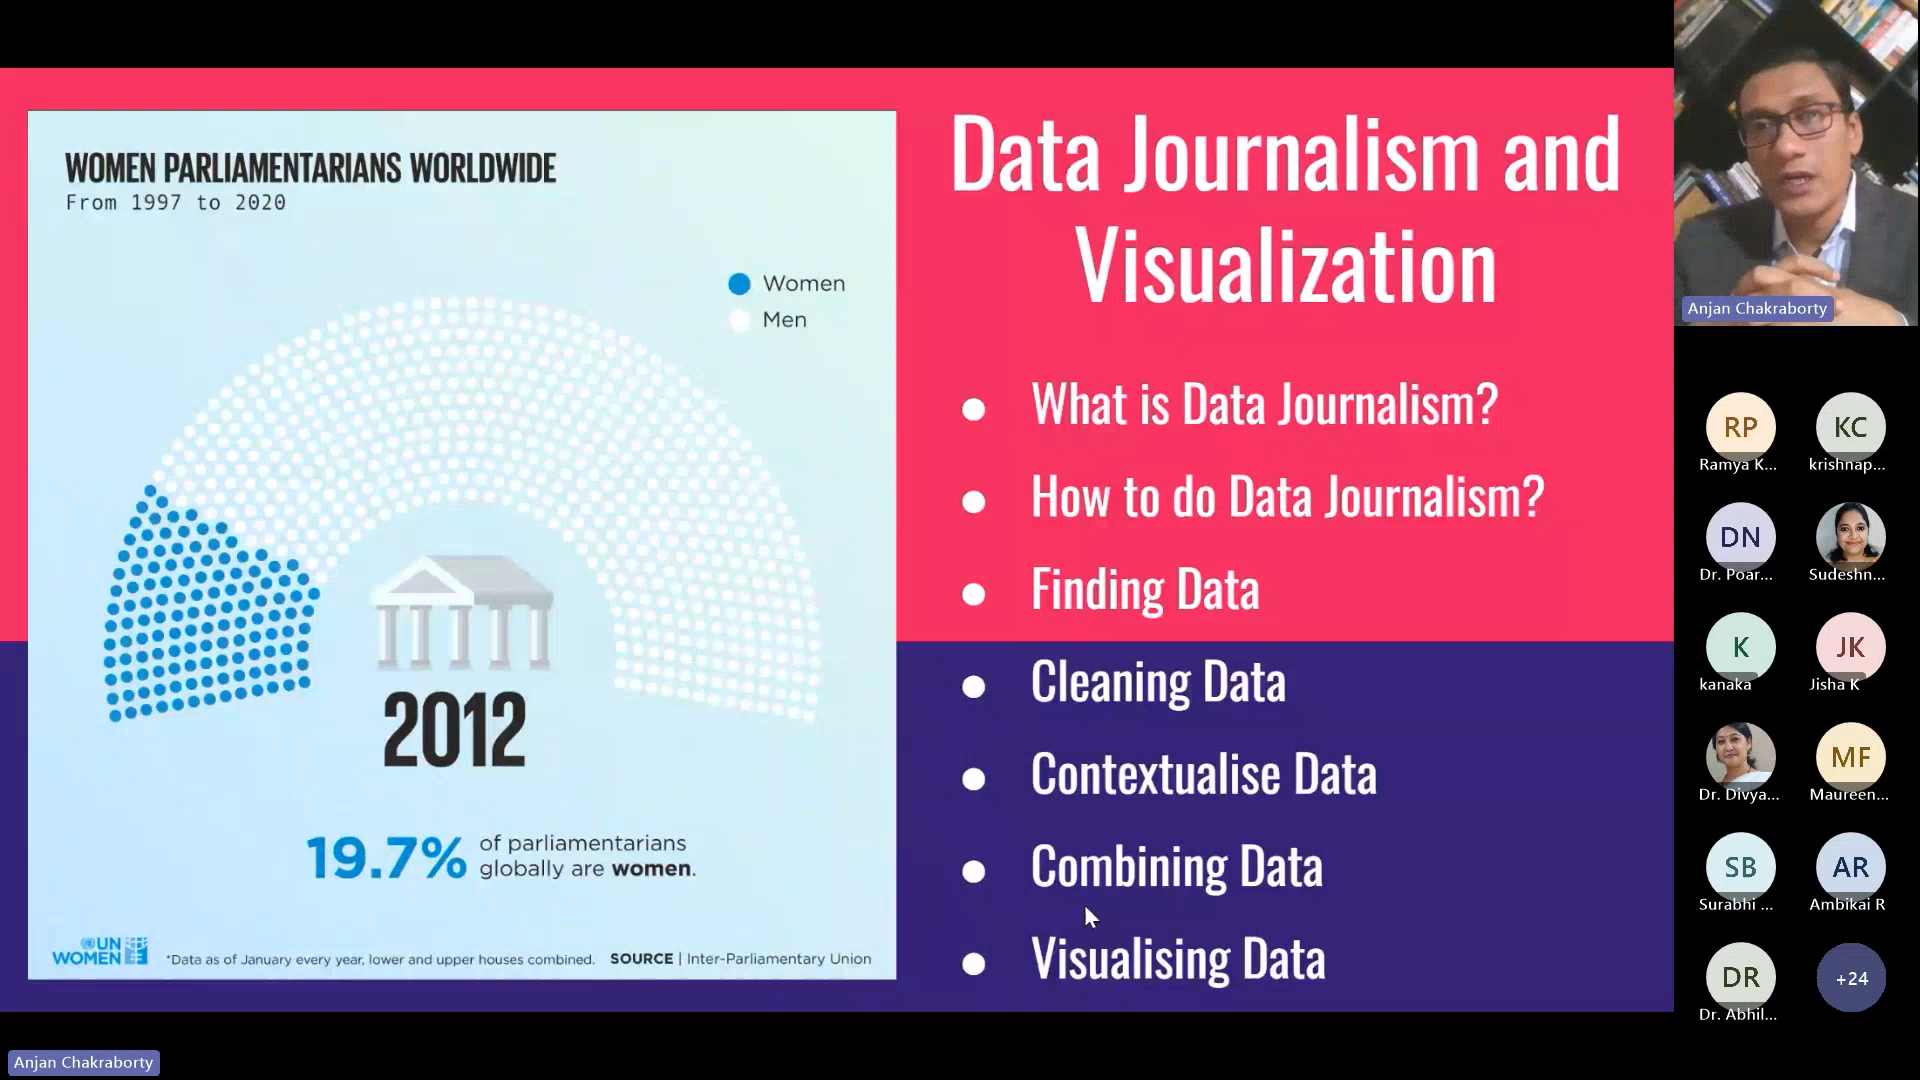 WOMEN PARLIAMENTARIANS WORLDWIDE
From 1997 to 2020
Women
Men
2012
19.7% of parliamentarians
globally are women.
UN
WOMEN
*Data as of January every year, lower and upper houses combined. SOURCE | Inter-Parliamentary Union
Data Journalism and
Visualization
● What is Data Journalism?
● How to do Data Journalism?
● Finding Data
● Cleaning Data
● Contextualise Data
● Combining Data
● Visualising Data
Anjan Chakraborty
RP KC
Ramya K... krishnap...
DN
Dr. Poar... Sudeshn...
K JK
kanaka Jisha K
MF
Dr. Divya... Maureen...
SB AR
Surabhi ... Ambikai R
DR +24
Dr. Abhil...
Anjan Chakraborty